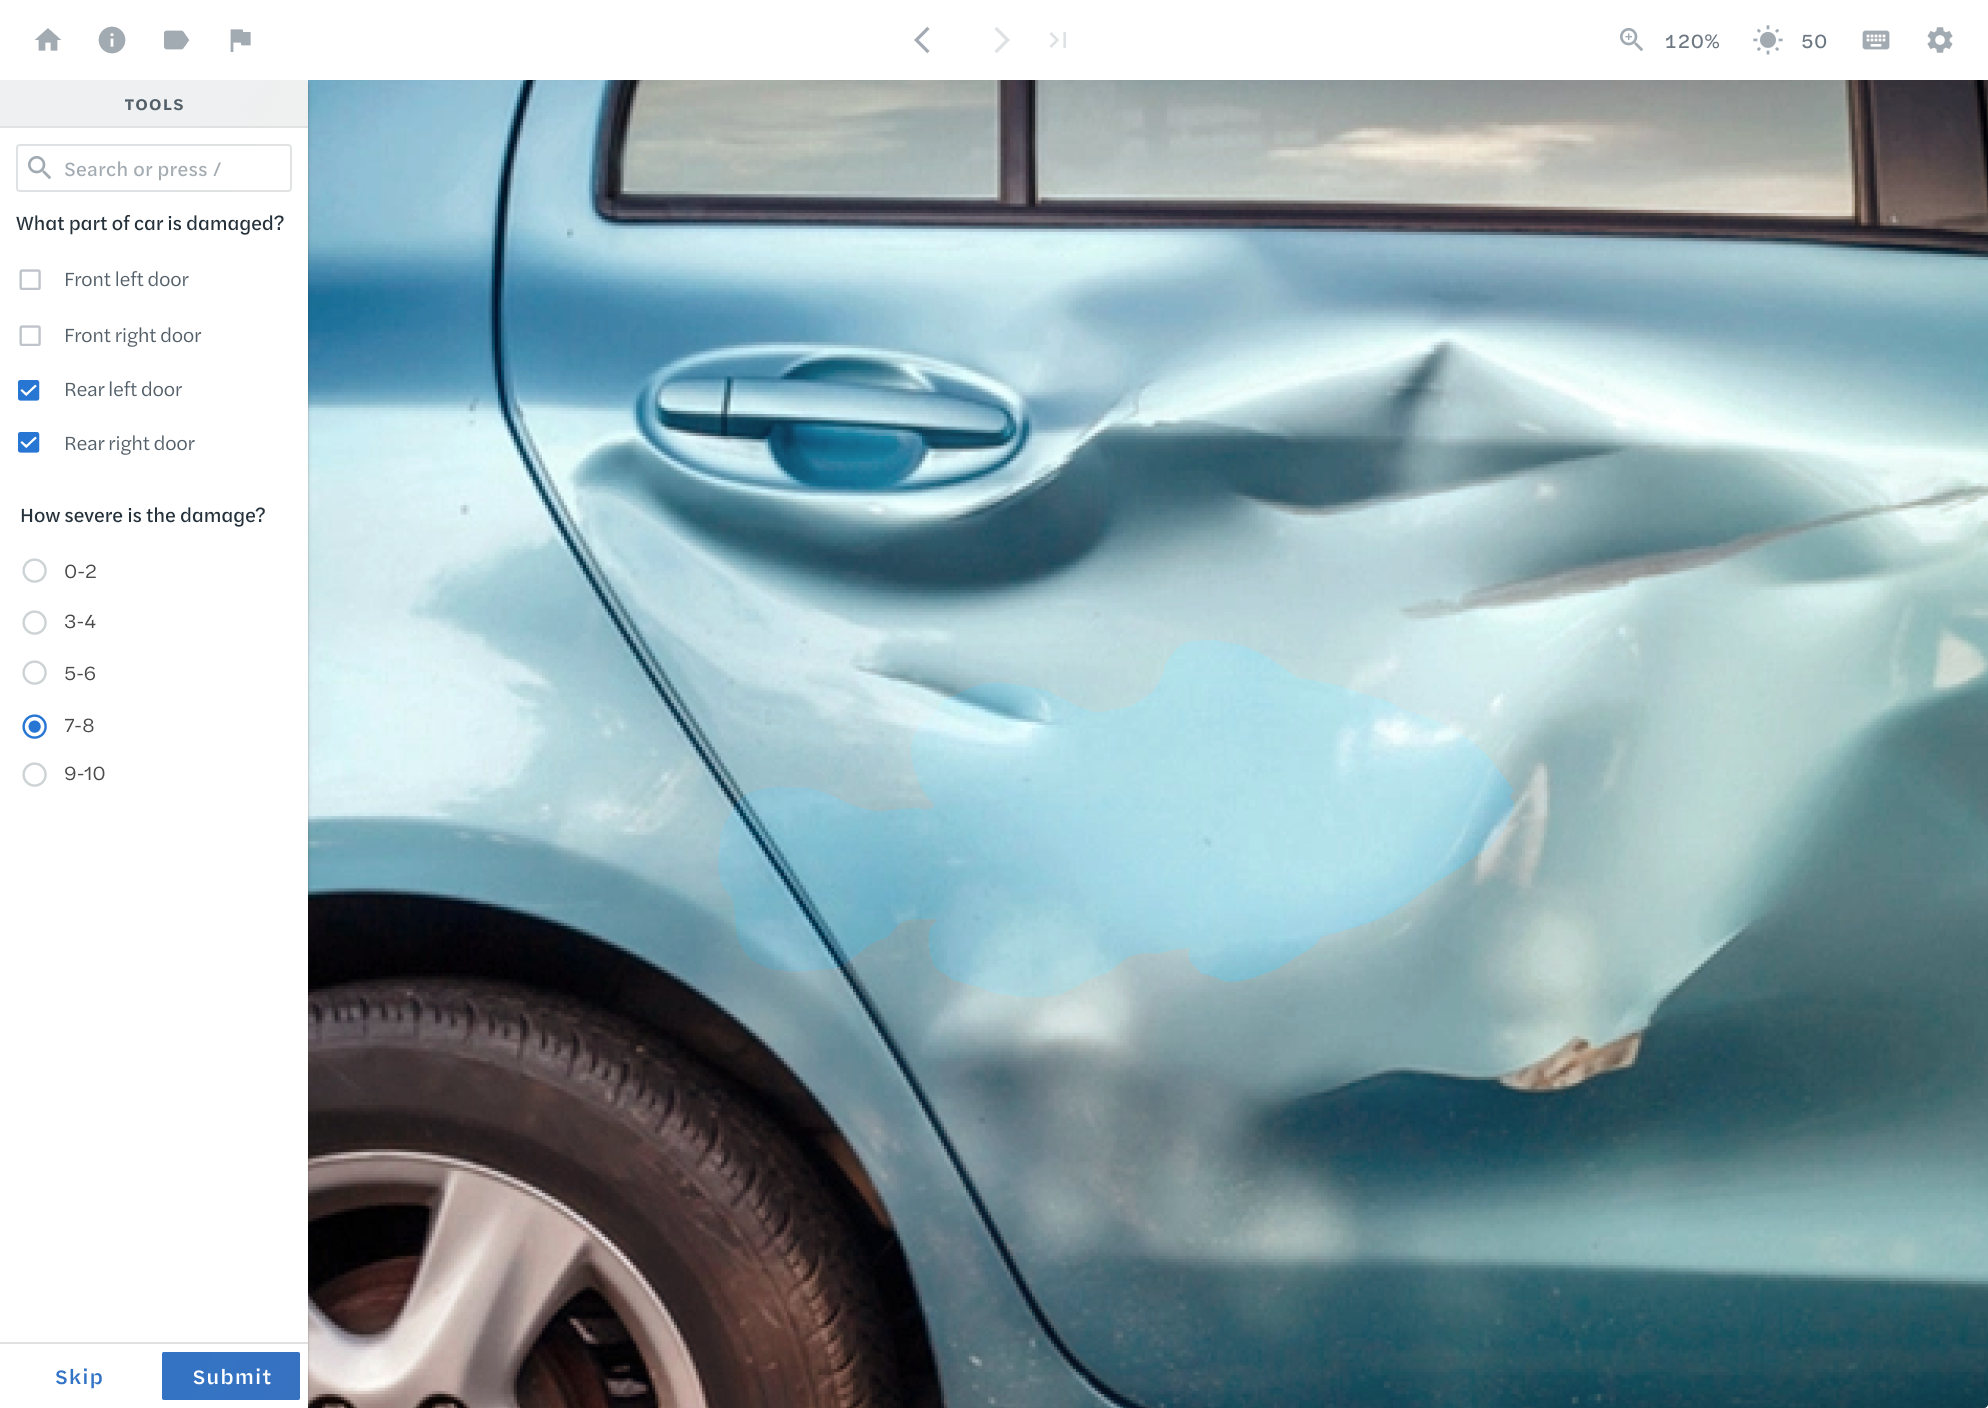 120%
50
TOOLS
Search or press /
What part of car is damaged?
Front left door
Front right door
Rear left door
Rear right door
How severe is the damage?
0-2
3-4
5-6
7-8
9-10
Skip
Submit